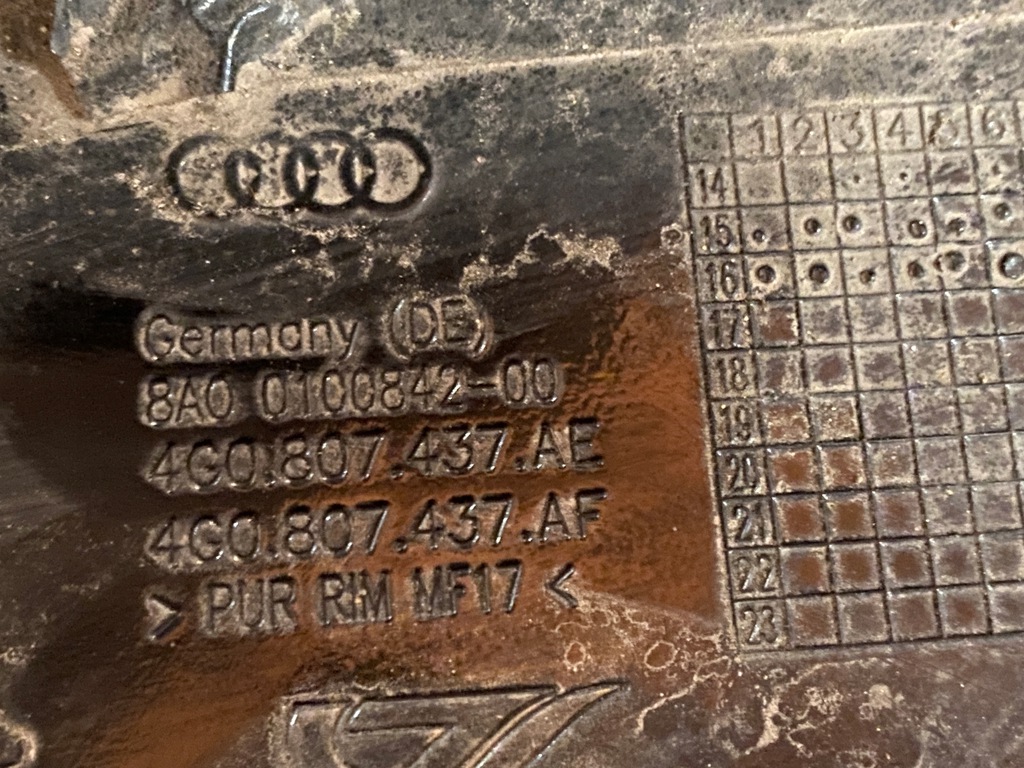 Germany (DE)
8A0 0100842-00
4G0.807.437.AE
4G0.807.437.AF
> PUR RIM MF17 <
1 2 3 4 5 6
14
15
16
17
18
19
20
21
22
23